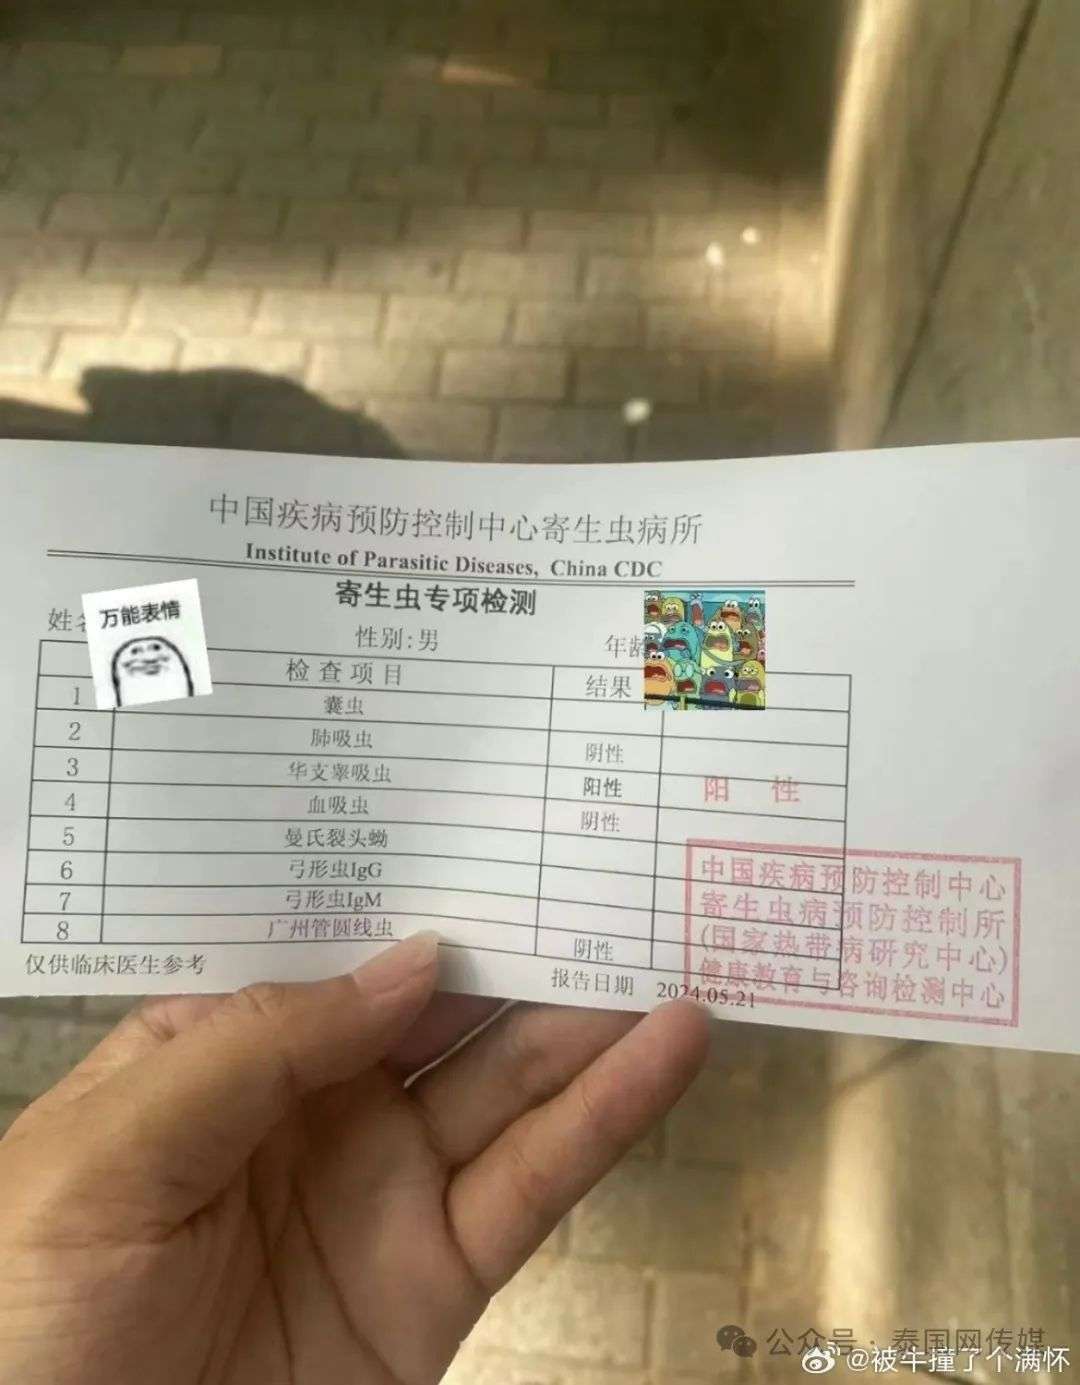 中国疾病预防控制中心寄生虫病所
Institute of Parasitic Diseases, China CDC
寄生虫专项检测
姓
万能表情
性别:男
年龄
检查项目
结果
1 囊虫
2 肺吸虫 阴性
3 华支睾吸虫 阳性 阳 性
4 血吸虫 阴性
5 曼氏裂头蚴
6 弓形虫IgG
7 弓形虫IgM
8 广州管圆线虫 阴性
仅供临床医生参考
报告日期 2024.05.21
中国疾病预防控制中心
寄生虫病预防控制所
(国家热带病研究中心)
健康教育与咨询检测中心
公众号·泰国网传媒
@被牛撞了个满怀